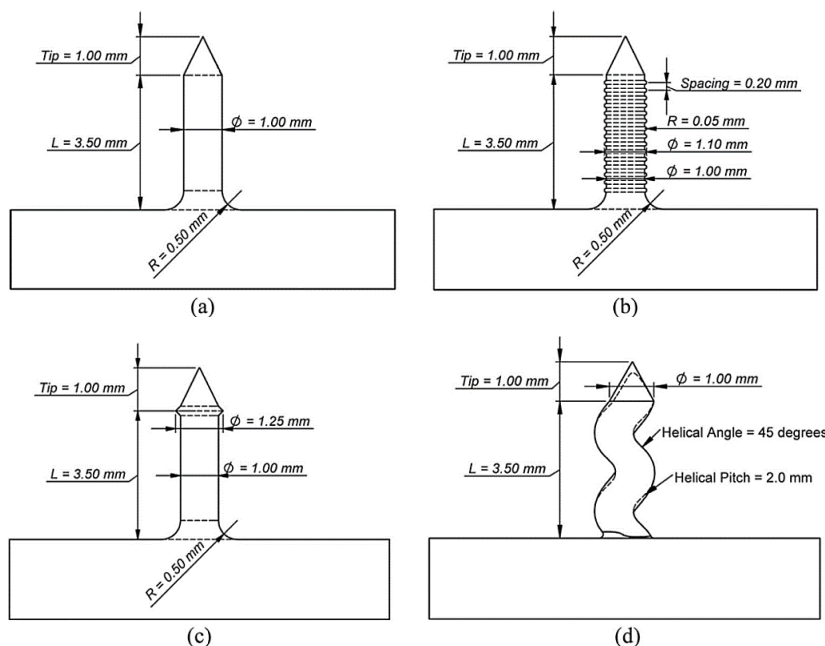 Tip = 1.00 mm
ϕ = 1.00 mm
L = 3.50 mm
R = 0.50 mm
(a)
Tip = 1.00 mm
Spacing = 0.20 mm
R = 0.05 mm
L = 3.50 mm
ϕ = 1.10 mm
ϕ = 1.00 mm
R = 0.50 mm
(b)
Tip = 1.00 mm
ϕ = 1.25 mm
L = 3.50 mm
ϕ = 1.00 mm
R = 0.50 mm
(c)
Tip = 1.00 mm
ϕ = 1.00 mm
Helical Angle = 45 degrees
L = 3.50 mm
Helical Pitch = 2.0 mm
(d)